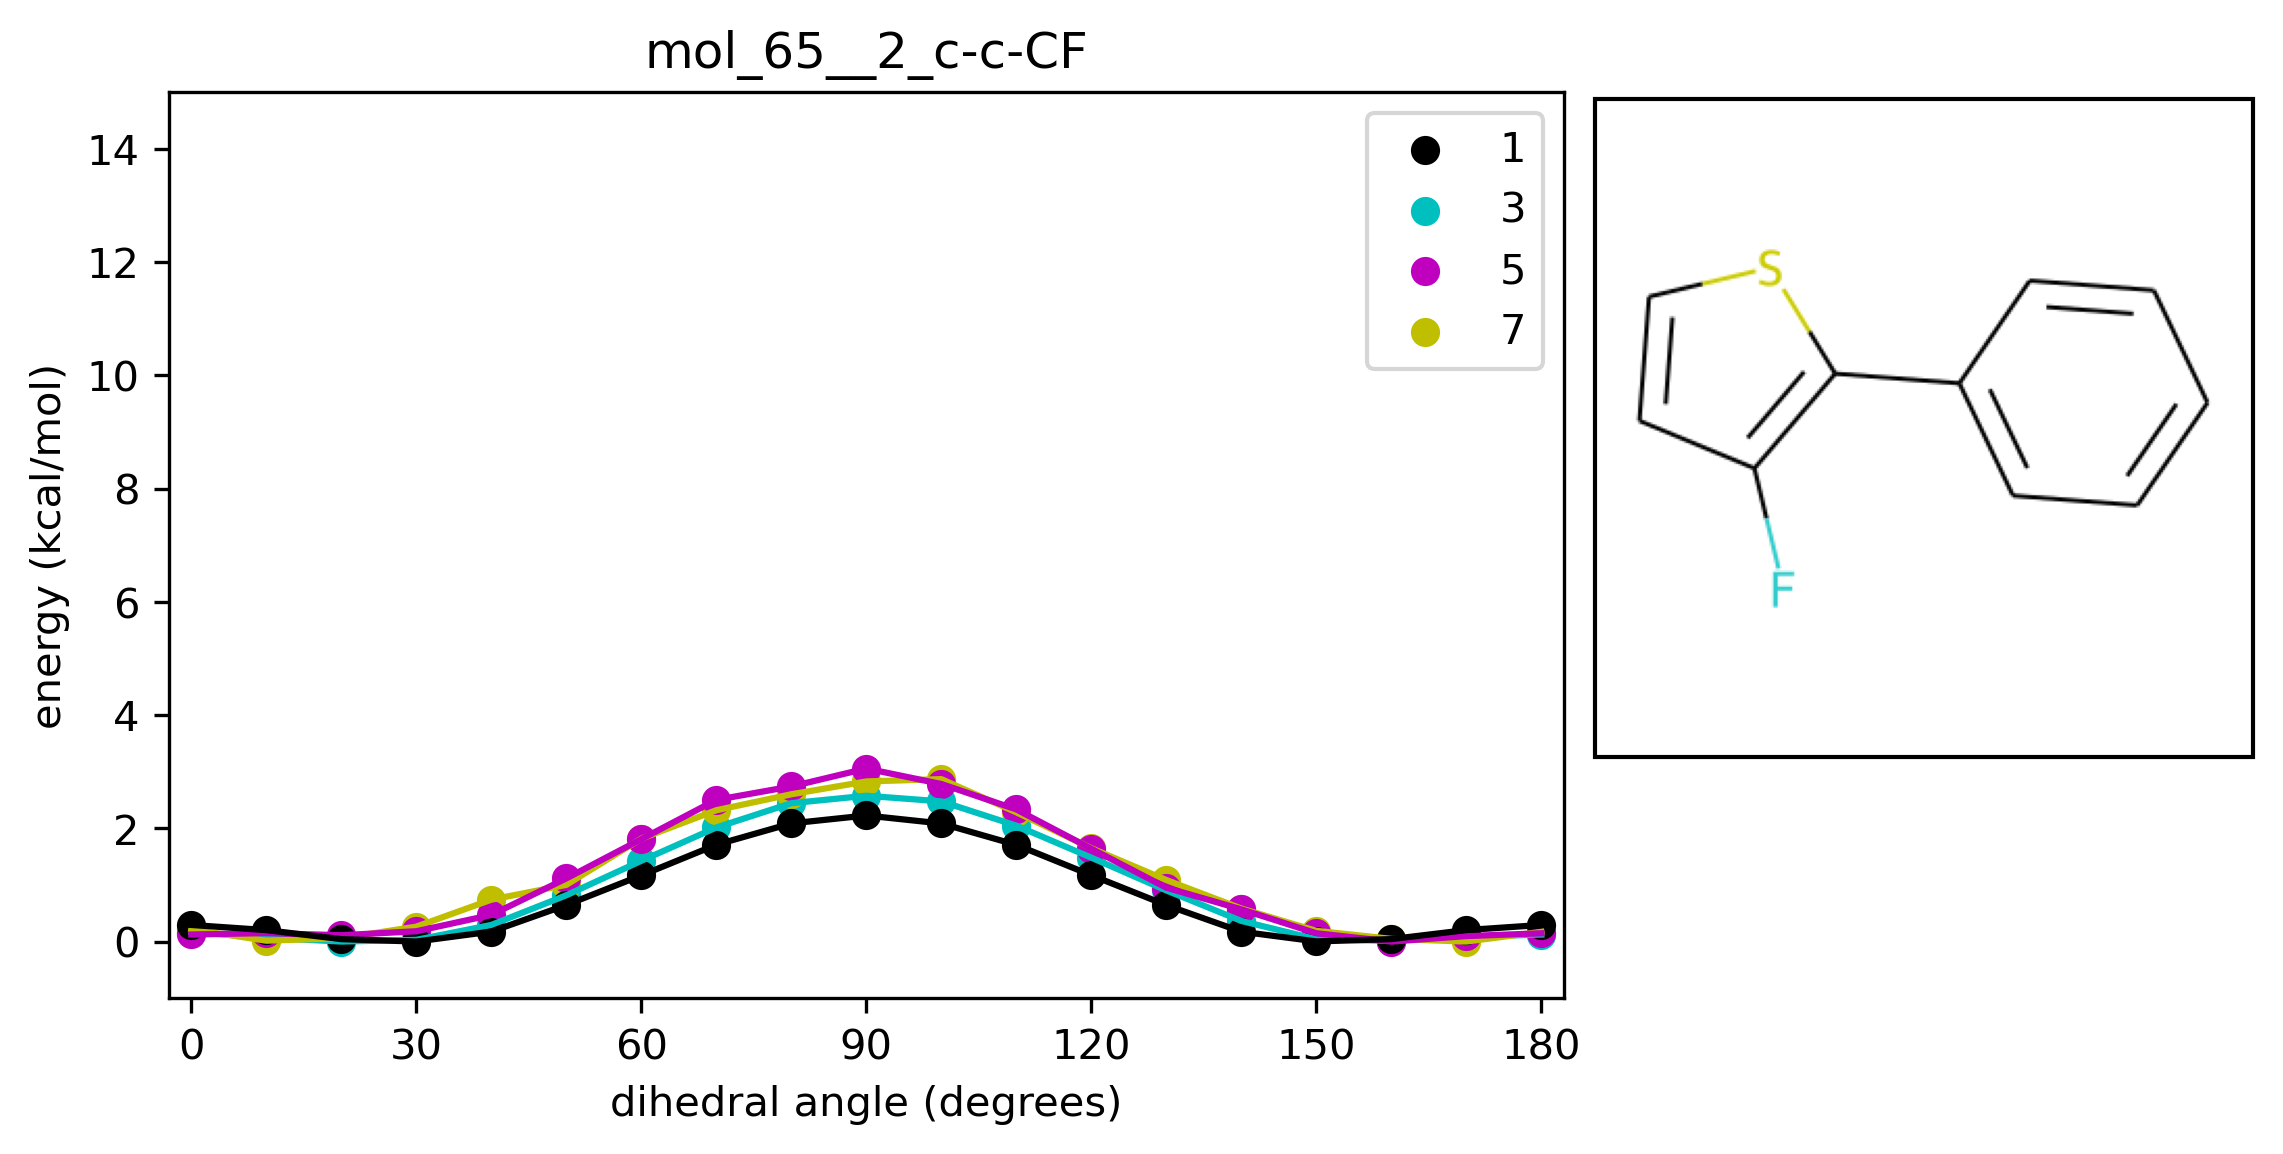 mol_65__2_c-c-CF
energy (kcal/mol)
14
12
10
8
6
4
2
0
0 30 60 90 120 150 180
dihedral angle (degrees)
1
3
5
7
S
F